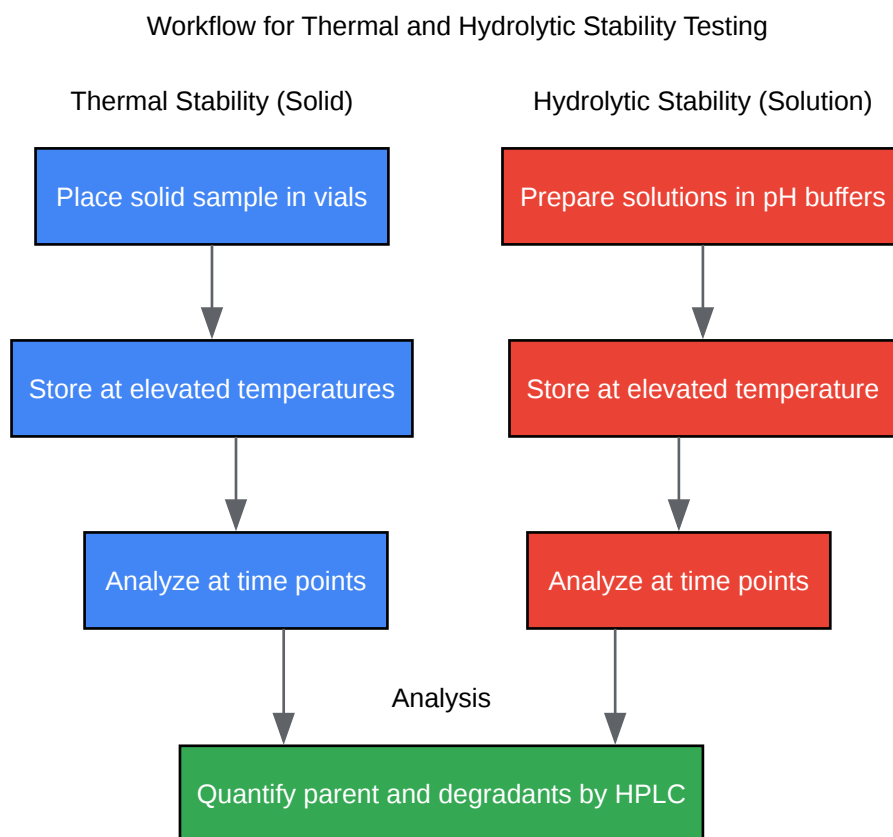 Workflow for Thermal and Hydrolytic Stability Testing
Thermal Stability (Solid)
Hydrolytic Stability (Solution)
Place solid sample in vials
Prepare solutions in pH buffers
Store at elevated temperatures
Store at elevated temperature
Analyze at time points
Analyze at time points
Analysis
Quantify parent and degradants by HPLC